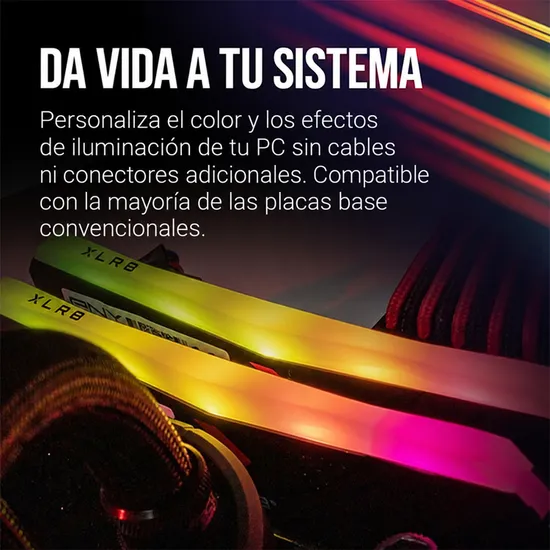 DA VIDA A TU SISTEMA
Personaliza el color y los efectos
de iluminación de tu PC sin cables
ni conectores adicionales. Compatible
con la mayoría de las placas base
convencionales.
XLR8
XLR8
PNY